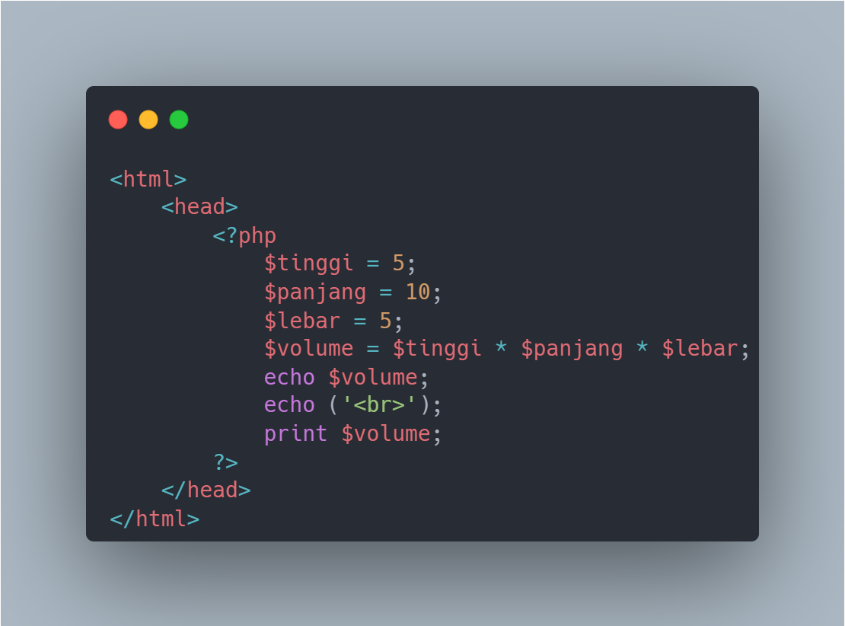 <html>
    <head>
        <?php
            $tinggi = 5;
            $panjang = 10;
            $lebar = 5;
            $volume = $tinggi * $panjang * $lebar;
            echo $volume;
            echo ('<br>');
            print $volume;
        ?>
    </head>
</html>